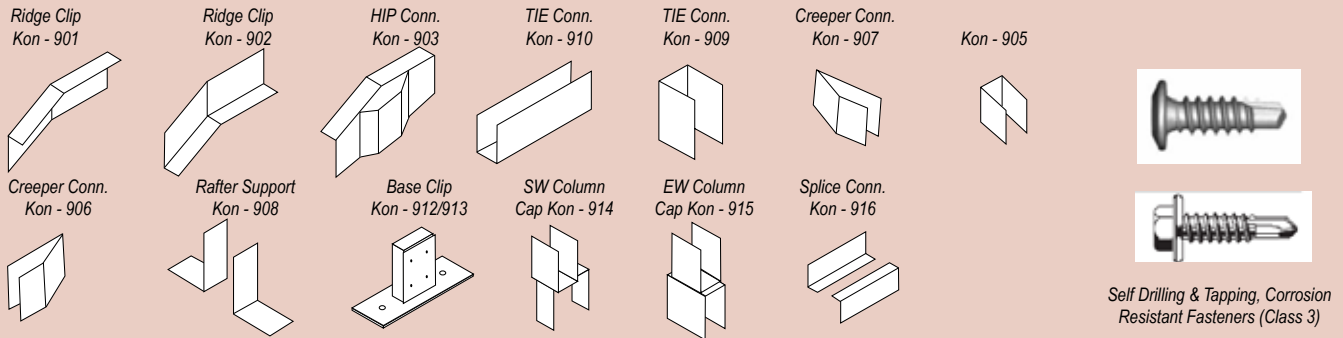 Ridge Clip
Kon - 901
Ridge Clip
Kon - 902
HIP Conn.
Kon - 903
TIE Conn.
Kon - 910
TIE Conn.
Kon - 909
Creeper Conn.
Kon - 907
Kon - 905
Creeper Conn.
Kon - 906
Rafter Support
Kon - 908
Base Clip
Kon - 912/913
SW Column
Cap Kon - 914
EW Column
Cap Kon - 915
Splice Conn.
Kon - 916
Self Drilling & Tapping, Corrosion
Resistant Fasteners (Class 3)